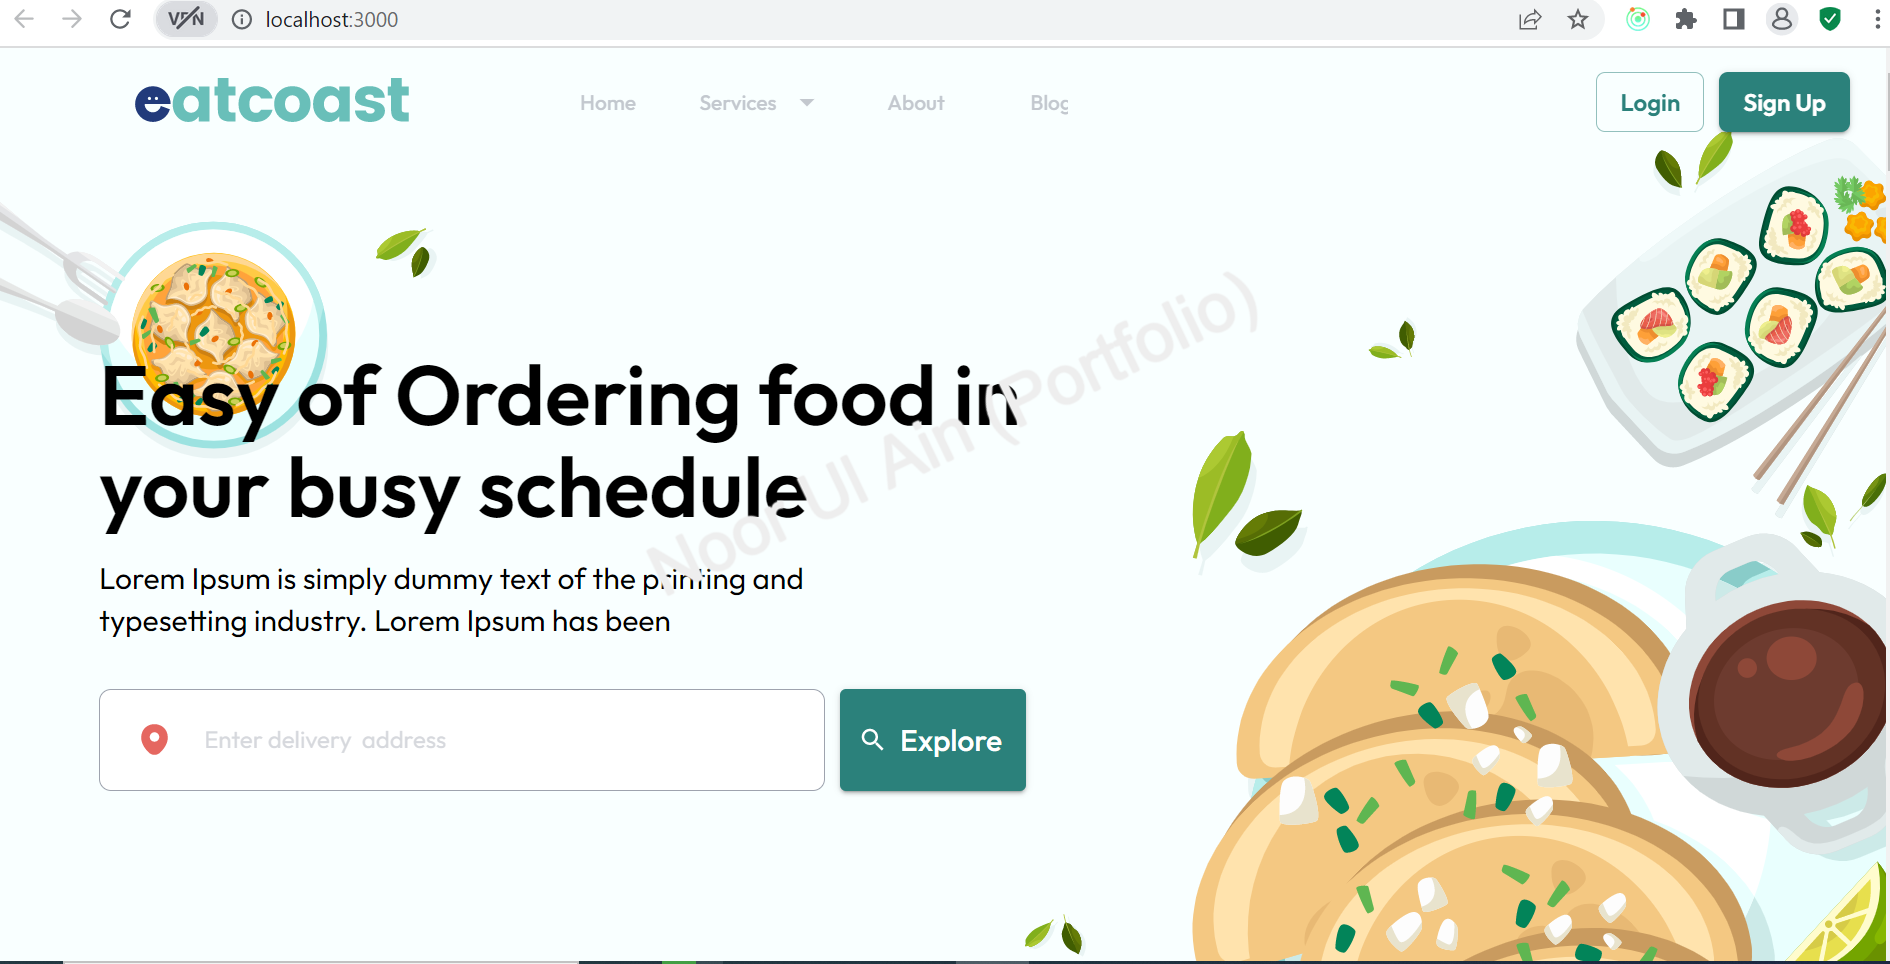 VPN
localhost:3000
eatcoast
Home Services About Blog
Login
Sign Up
Easy of Ordering food in
your busy schedule
Noor Ul Ain (Portfolio)
Lorem Ipsum is simply dummy text of the printing and
typesetting industry. Lorem Ipsum has been
Enter delivery address
Explore